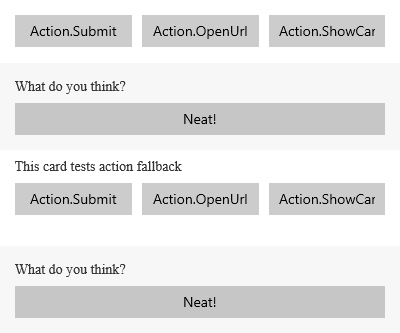 Action.Submit Action.OpenUrl Action.ShowCar
What do you think?
Neat!
This card tests action fallback
Action.Submit Action.OpenUrl Action.ShowCar
What do you think?
Neat!